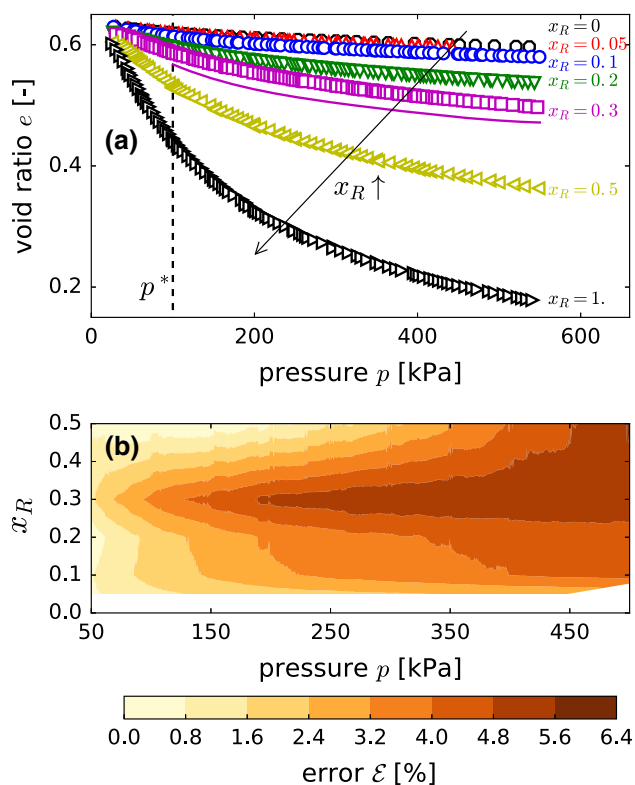 0.6
0.4
0.2
void ratio e [-]
(a)
x_R=0
x_R=0.05
x_R=0.1
x_R=0.2
x_R=0.3
x_R=0.5
x_R=1.
x_R ↑
p*
0 200 400 600
pressure p [kPa]
0.5
0.4
0.3
0.2
0.1
0.0
x_R
(b)
50 150 250 350 450
pressure p [kPa]
0.0 0.8 1.6 2.4 3.2 4.0 4.8 5.6 6.4
error ℰ [%]